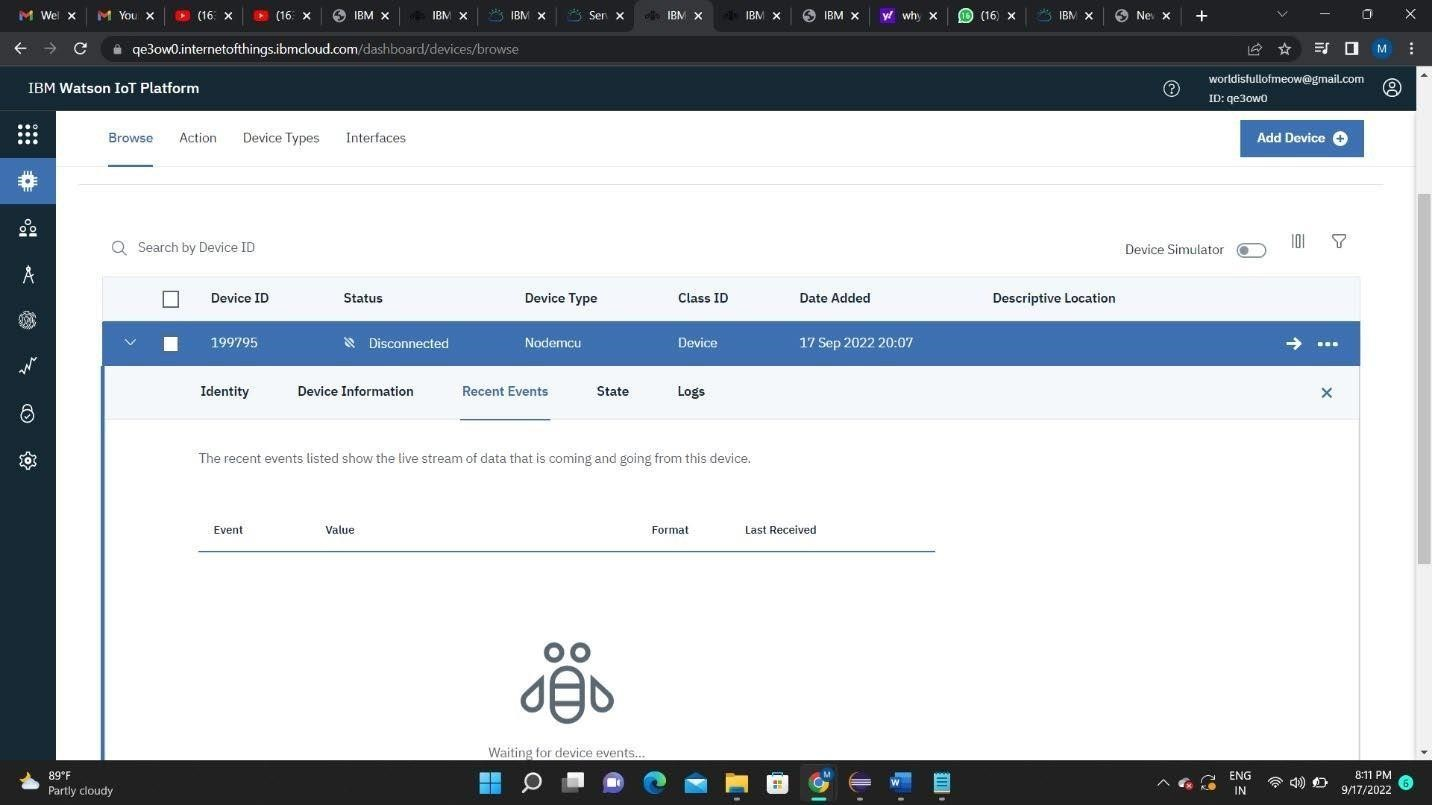 Wel
You
(16
(16
IBM
IBM
IBM
Ser
IBM
IBM
IBM
why
(16)
IBM
Nev
qe3ow0.internetofthings.ibmcloud.com/dashboard/devices/browse
M
IBM Watson IoT Platform
worldisfullofmeow@gmail.com
ID: qe3ow0
Browse Action Device Types Interfaces
Add Device
Search by Device ID
Device Simulator
Device ID Status Device Type Class ID Date Added Descriptive Location
199795 Disconnected Nodemcu Device 17 Sep 2022 20:07
Identity Device Information Recent Events State Logs
The recent events listed show the live stream of data that is coming and going from this device.
Event Value Format Last Received
Waiting for device events...
89°F
Partly cloudy
ENG
IN
8:11 PM
9/17/2022
6